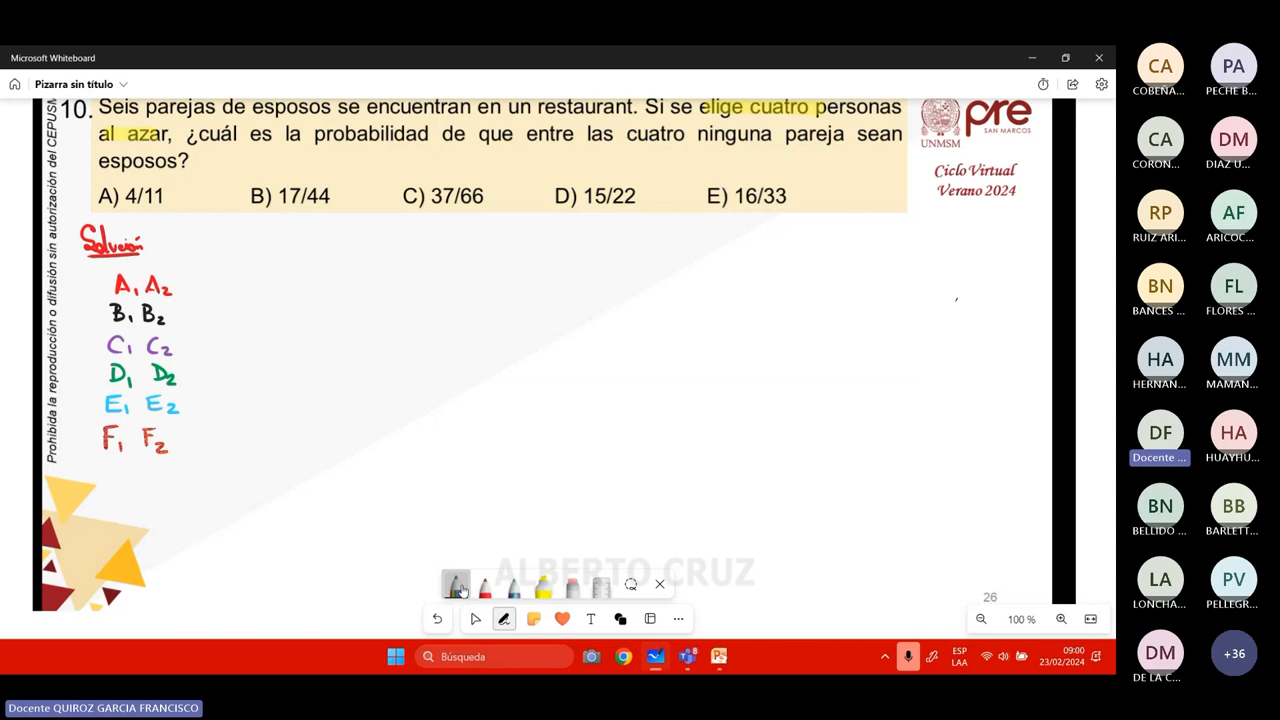 Microsoft Whiteboard
Pizarra sin título
Prohibida la reproducción o difusión sin autorización del CEPUSM
10. Seis parejas de esposos se encuentran en un restaurant. Si se elige cuatro personas
al azar, ¿cuál es la probabilidad de que entre las cuatro ninguna pareja sean
esposos?
A) 4/11 B) 17/44 C) 37/66 D) 15/22 E) 16/33
UNMSM
pre
SAN MARCOS
Ciclo Virtual
Verano 2024
Solución
A1 A2
B1 B2
C1 C2
D1 D2
E1 E2
F1 F2
ALBERTO CRUZ
26
100 %
Búsqueda
ESP
LAA
09:00
23/02/2024
CA PA
COBEÑA... PECHE B...
CA DM
CORON... DIAZ U...
RP AF
RUIZ ARI... ARICOC...
BN FL
BANCES ... FLORES ...
HA MM
HERNAN... MAMAN...
DF HA
Docente ... HUAYHU...
BN BB
BELLIDO ... BARLETT...
LA PV
LONCHA... PELLEGR...
DM +36
DE LA C...
Docente QUIROZ GARCIA FRANCISCO